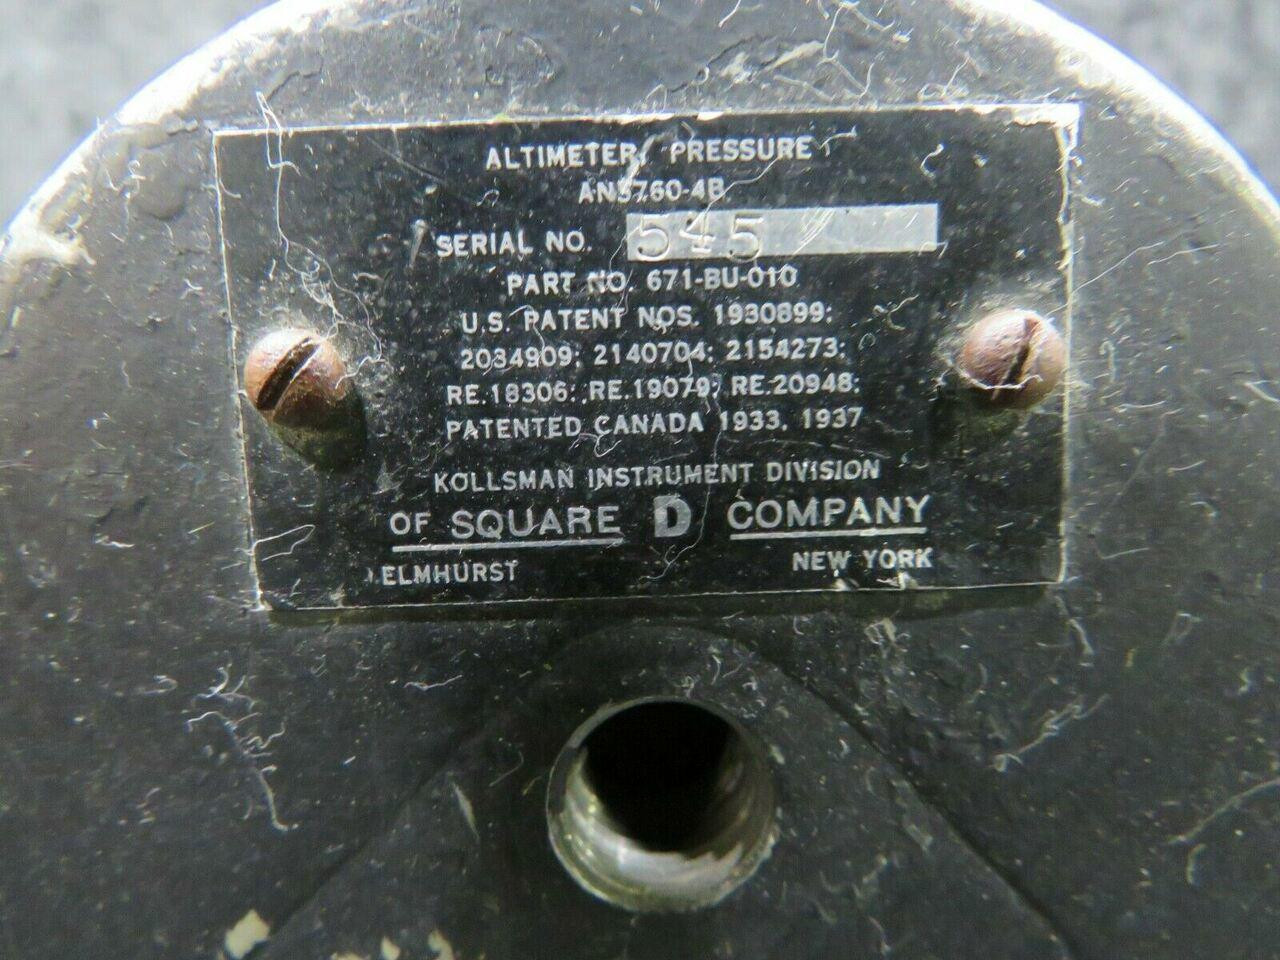 ALTIMETER, PRESSURE
AN5760-4B
SERIAL NO. 545
PART NO. 671-BU-010
U.S. PATENT NOS. 1930899;
2034909; 2140704; 2154273;
RE.18306; RE.19079; RE.20948;
PATENTED CANADA 1933, 1937
KOLLSMAN INSTRUMENT DIVISION
OF SQUARE D COMPANY
ELMHURST NEW YORK